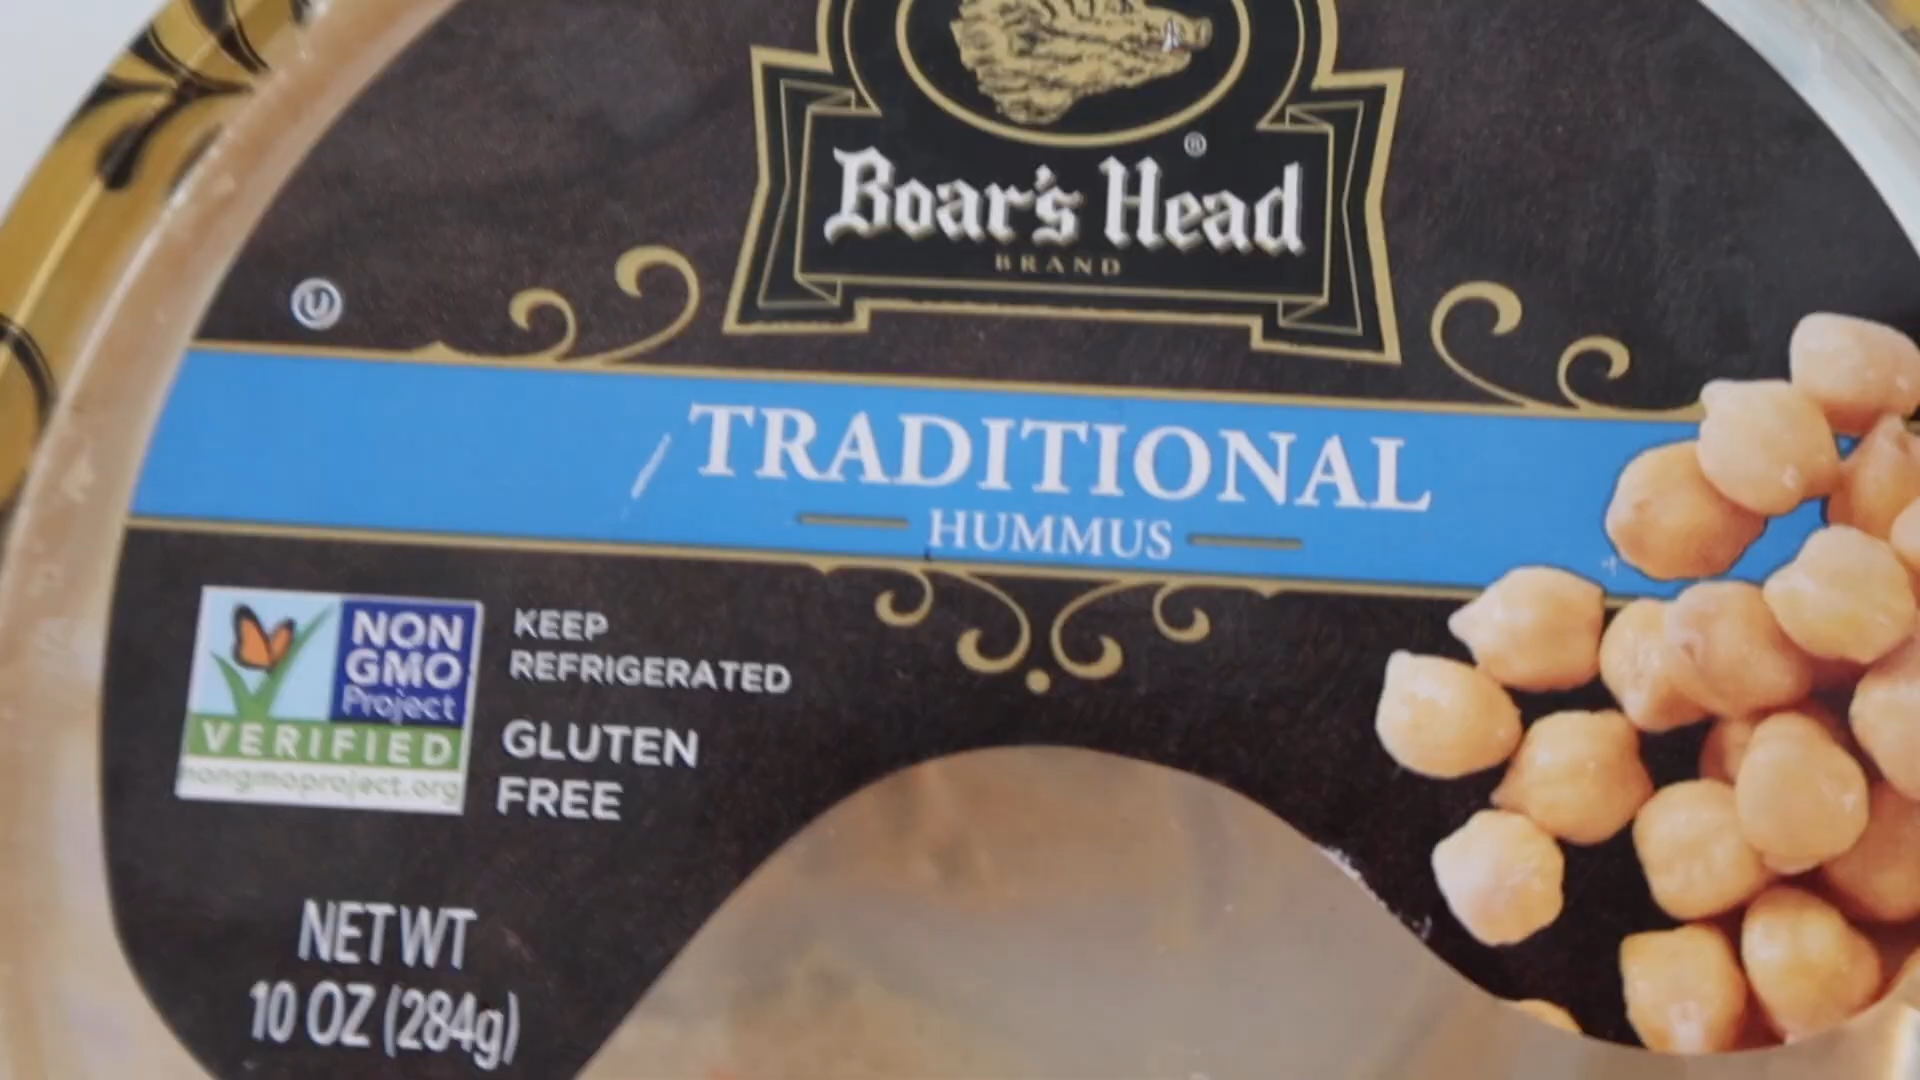 ®
Boar's Head
BRAND
U
TRADITIONAL
HUMMUS
NON
GMO
Project
VERIFIED
nongmoproject.org
KEEP
REFRIGERATED
GLUTEN
FREE
NET WT
10 OZ (284g)